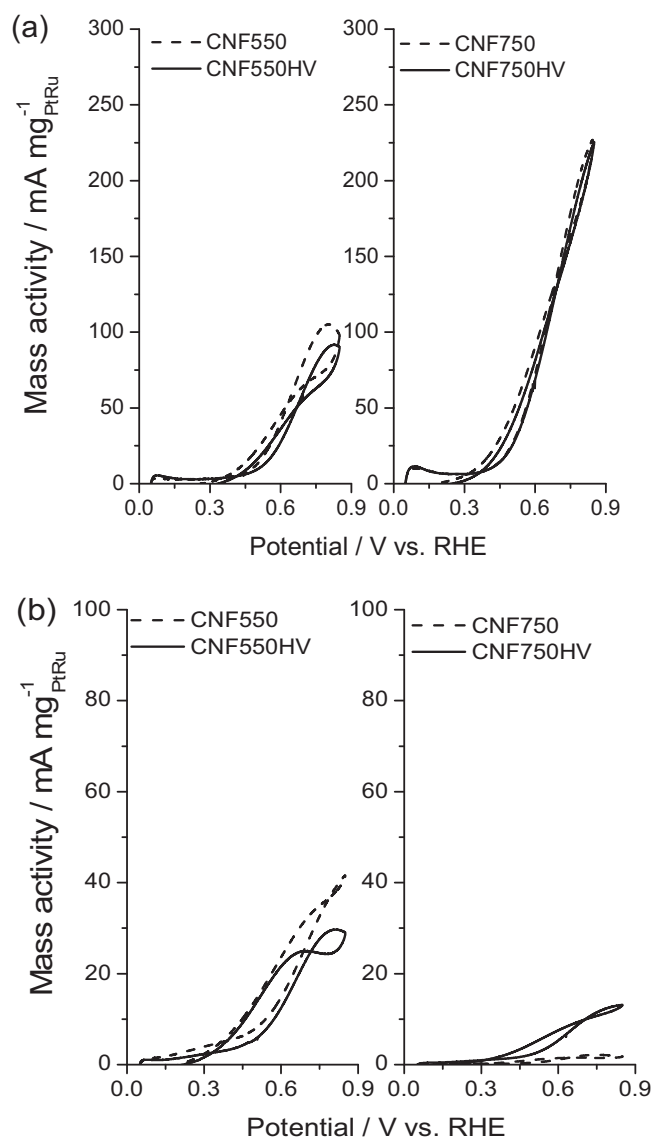 (a)
300
250
200
150
100
50
0
Mass activity / mA mg⁻¹PtRu
CNF550
CNF550HV
0.0 0.3 0.6 0.9
300
250
200
150
100
50
0
CNF750
CNF750HV
0.0 0.3 0.6 0.9
Potential / V vs. RHE
(b)
100
80
60
40
20
0
Mass activity / mA mg⁻¹PtRu
CNF550
CNF550HV
0.0 0.3 0.6 0.9
100
80
60
40
20
0
CNF750
CNF750HV
0.0 0.3 0.6 0.9
Potential / V vs. RHE